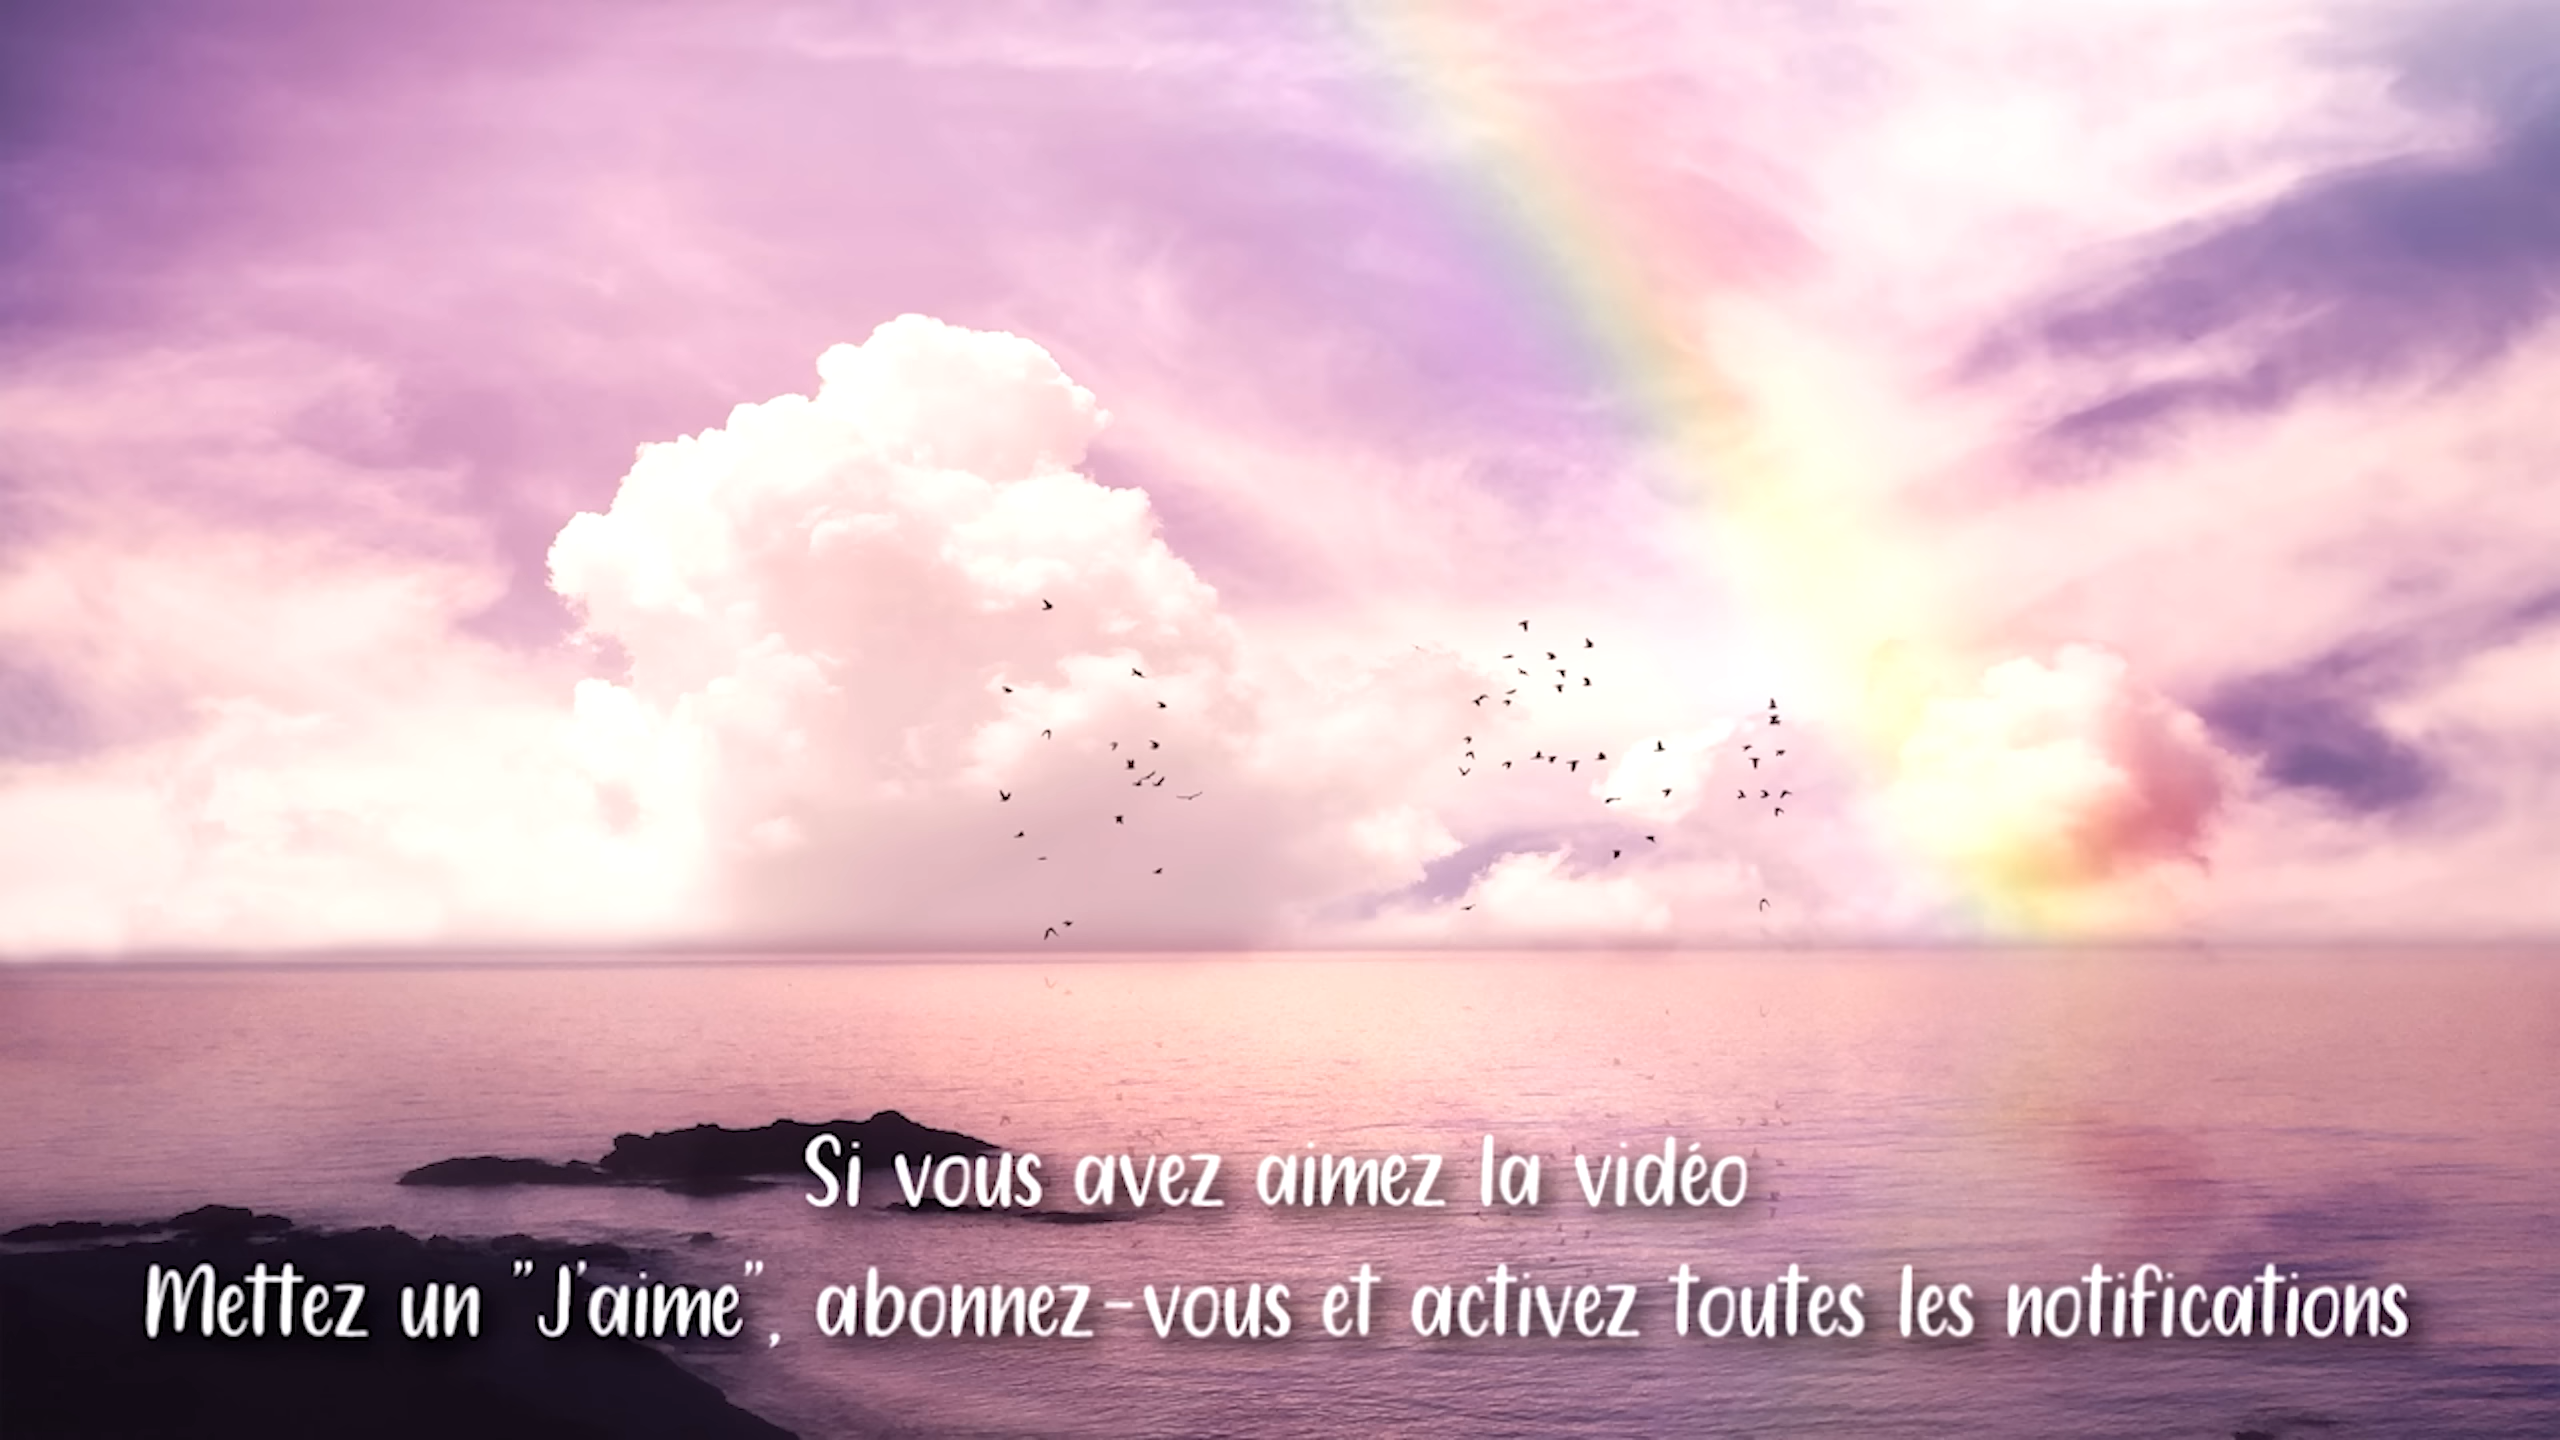 Si vous avez aimez la vidéo
Mettez un "J'aime", abonnez-vous et activez toutes les notifications